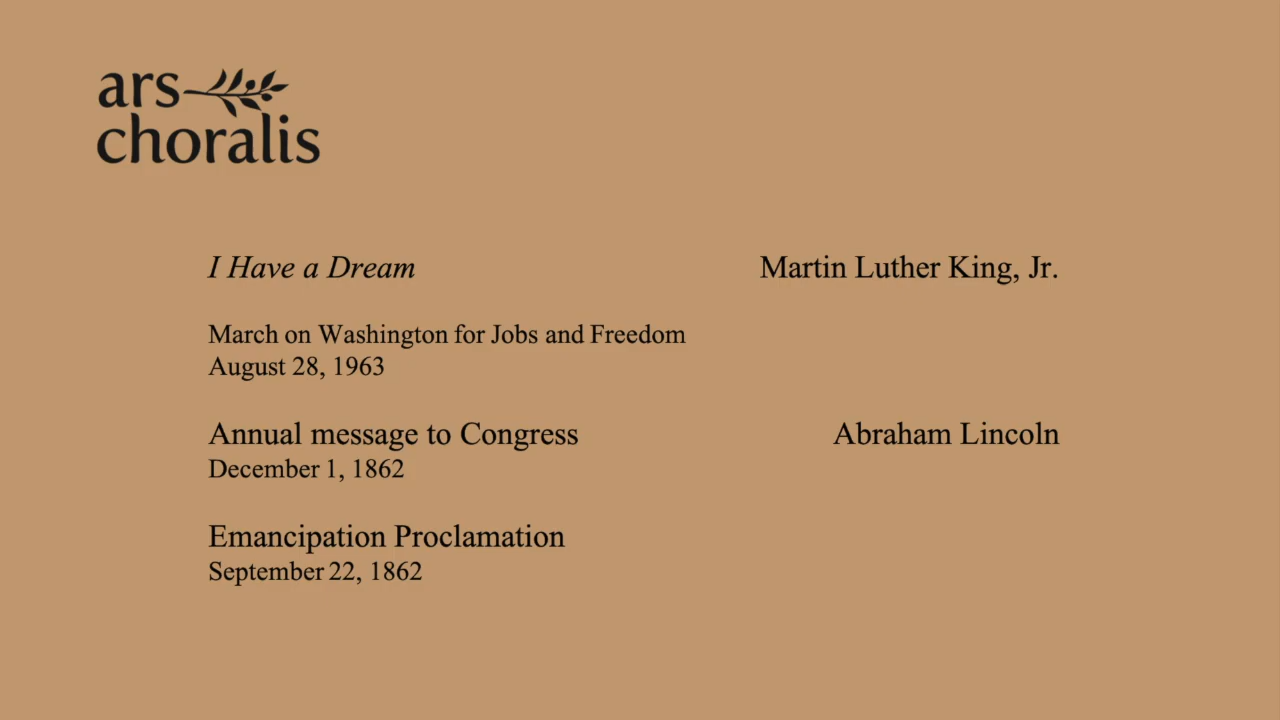 ars
choralis
I Have a Dream Martin Luther King, Jr.
March on Washington for Jobs and Freedom
August 28, 1963
Annual message to Congress Abraham Lincoln
December 1, 1862
Emancipation Proclamation
September 22, 1862